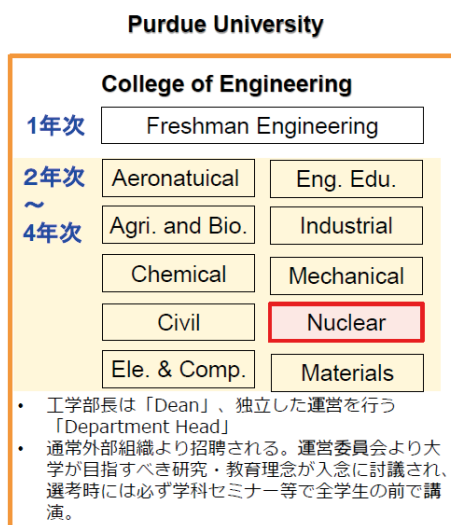 Purdue University
College of Engineering
1年次
Freshman Engineering
2年次
～
4年次
Aeronatuical
Eng. Edu.
Agri. and Bio.
Industrial
Chemical
Mechanical
Civil
Nuclear
Ele. & Comp.
Materials
• 工学部長は「Dean」、独立した運営を行う
「Department Head」
• 通常外部組織より招聘される。運営委員会より大
学が目指すべき研究・教育理念が入念に討議され、
選考時には必ず学科セミナー等で全学生の前で講
演。